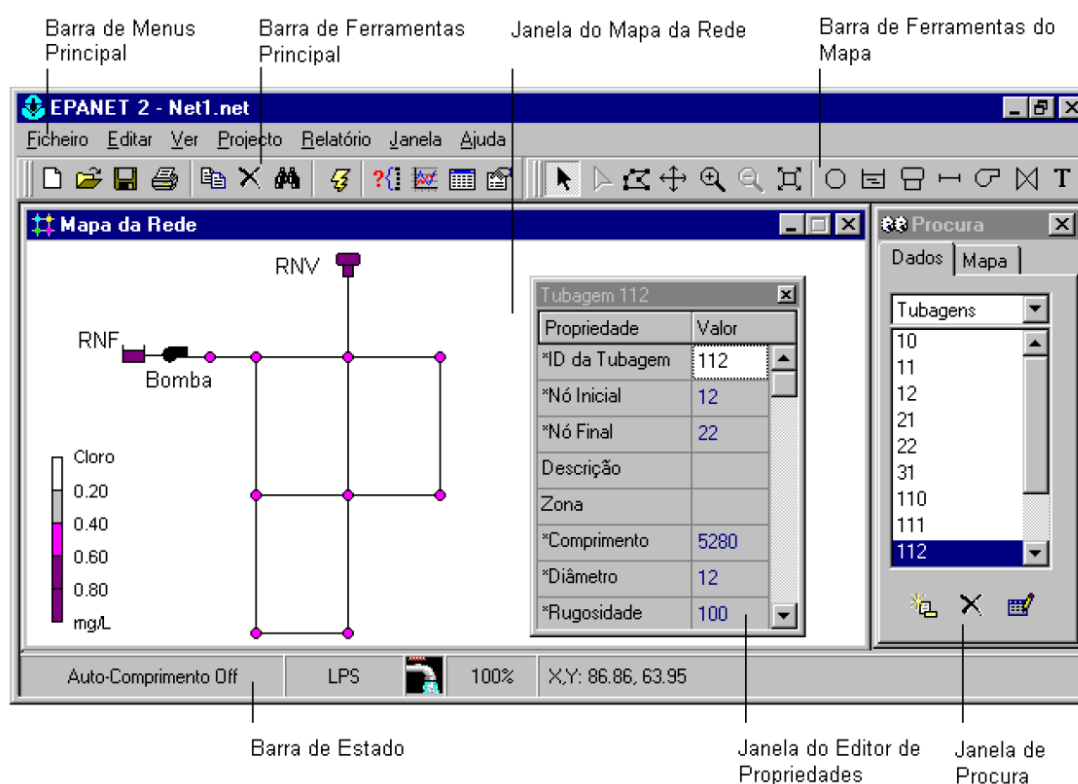 Barra de Menus Principal
Barra de Ferramentas Principal
Janela do Mapa da Rede
Barra de Ferramentas do Mapa
EPANET 2 - Net1.net
Ficheiro Editar Ver Projecto Relatório Janela Ajuda
T
Mapa da Rede
RNV
RNF
Bomba
Cloro
0.20
0.40
0.60
0.80
mg/L
Tubagem 112
Propriedade Valor
*ID da Tubagem 112
*Nó Inicial 12
*Nó Final 22
Descrição
Zona
*Comprimento 5280
*Diâmetro 12
*Rugosidade 100
Procura
Dados Mapa
Tubagens
10
11
12
21
22
31
110
111
112
Auto-Comprimento Off LPS 100% X,Y: 86.86, 63.95
Barra de Estado
Janela do Editor de Propriedades
Janela de Procura